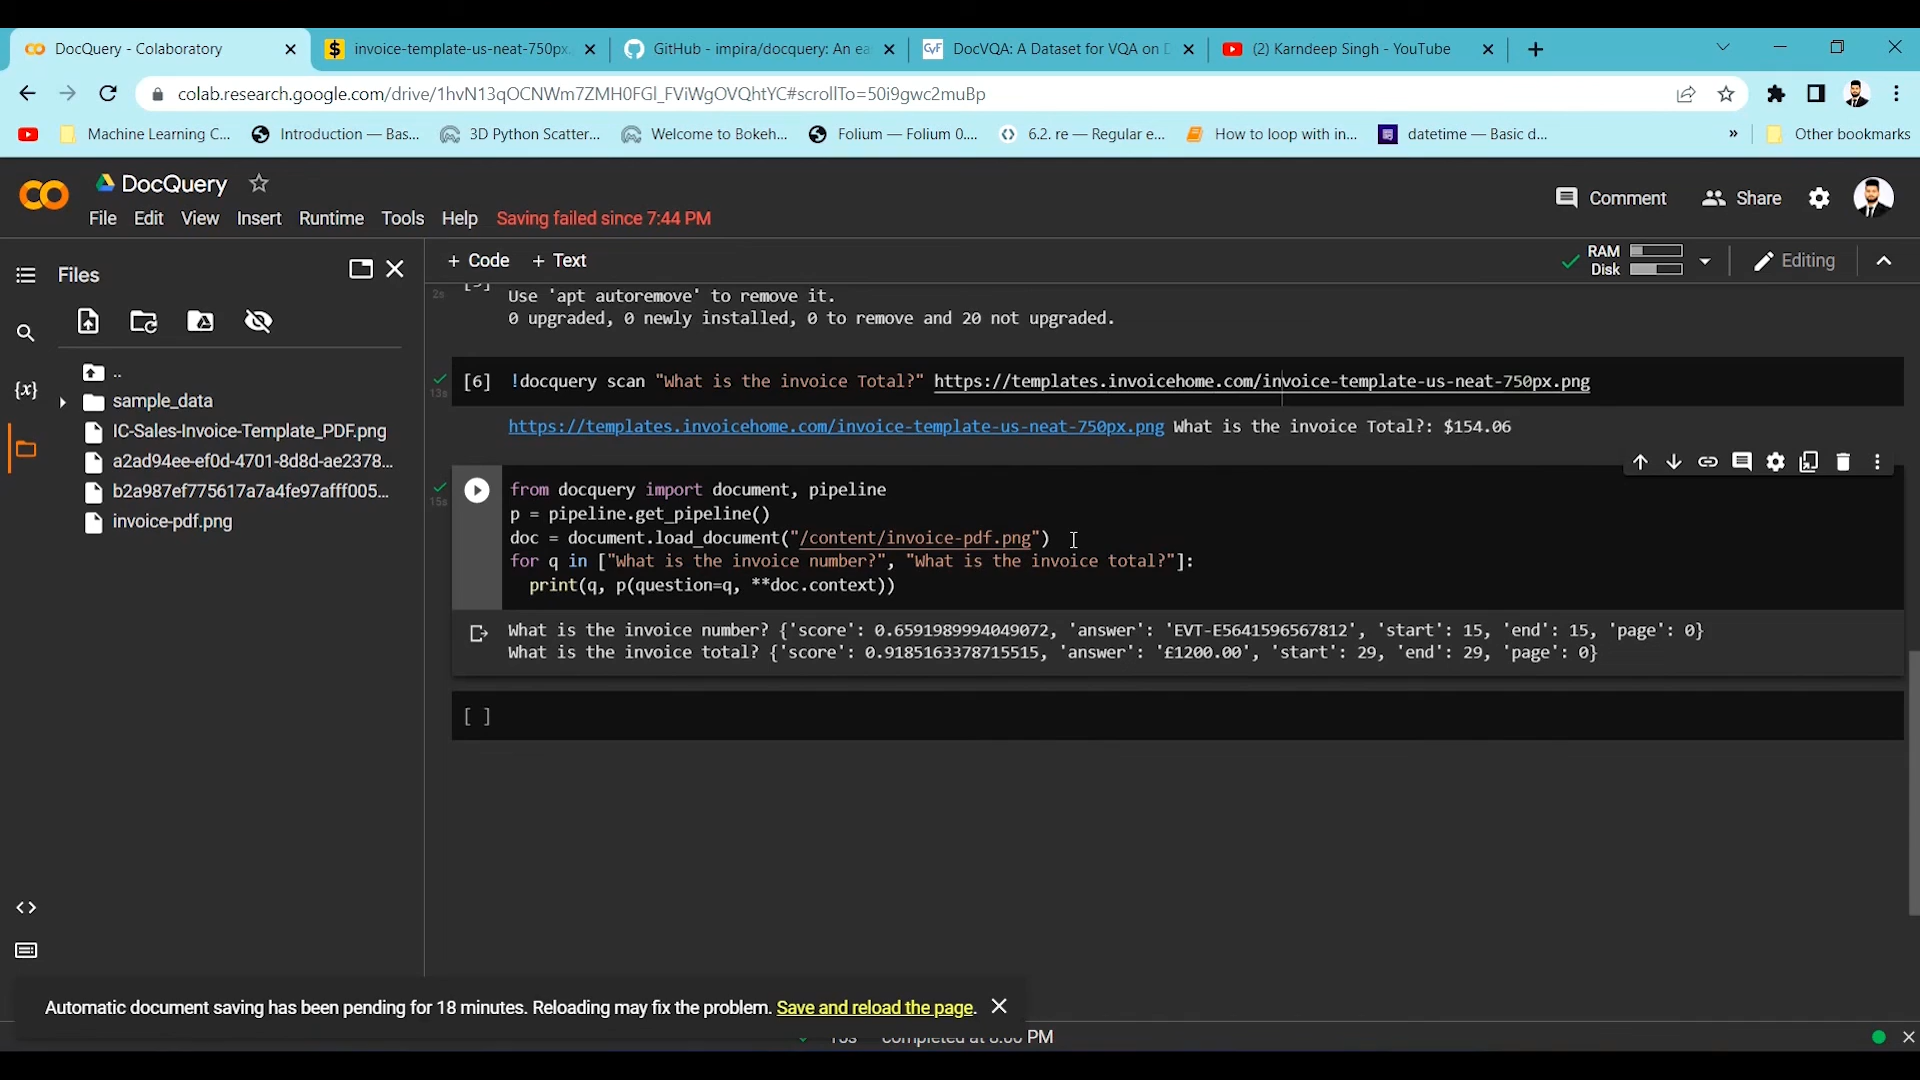 DocQuery - Colaboratory
invoice-template-us-neat-750px.
GitHub - impira/docquery: An ea
DocVQA: A Dataset for VQA on D
(2) Karndeep Singh - YouTube
colab.research.google.com/drive/1hvN13qOCNWm7ZMH0FGl_FViWgOVQhtYC#scrollTo=50i9gwc2muBp
Machine Learning C...
Introduction — Bas...
3D Python Scatter...
Welcome to Bokeh...
Folium — Folium 0....
6.2. re — Regular e...
How to loop with in...
datetime — Basic d...
»
Other bookmarks
DocQuery
Comment
Share
File Edit View Insert Runtime Tools Help Saving failed since 7:44 PM
Files
+ Code + Text
RAM
Disk
Editing
..
sample_data
IC-Sales-Invoice-Template_PDF.png
a2ad94ee-ef0d-4701-8d8d-ae2378...
b2a987ef775617a7a4fe97afff005...
invoice-pdf.png
{x}
2s
Use 'apt autoremove' to remove it.
0 upgraded, 0 newly installed, 0 to remove and 20 not upgraded.
13s
[6] !docquery scan "What is the invoice Total?" https://templates.invoicehome.com/invoice-template-us-neat-750px.png
https://templates.invoicehome.com/invoice-template-us-neat-750px.png What is the invoice Total?: $154.06
15s
from docquery import document, pipeline
p = pipeline.get_pipeline()
doc = document.load_document("/content/invoice-pdf.png")
for q in ["What is the invoice number?", "What is the invoice total?"]:
print(q, p(question=q, **doc.context))
What is the invoice number? {'score': 0.6591989994049072, 'answer': 'EVT-E5641596567812', 'start': 15, 'end': 15, 'page': 0}
What is the invoice total? {'score': 0.9185163378715515, 'answer': '£1200.00', 'start': 29, 'end': 29, 'page': 0}
[ ]
Automatic document saving has been pending for 18 minutes. Reloading may fix the problem. Save and reload the page.
15s completed at 8:00 PM